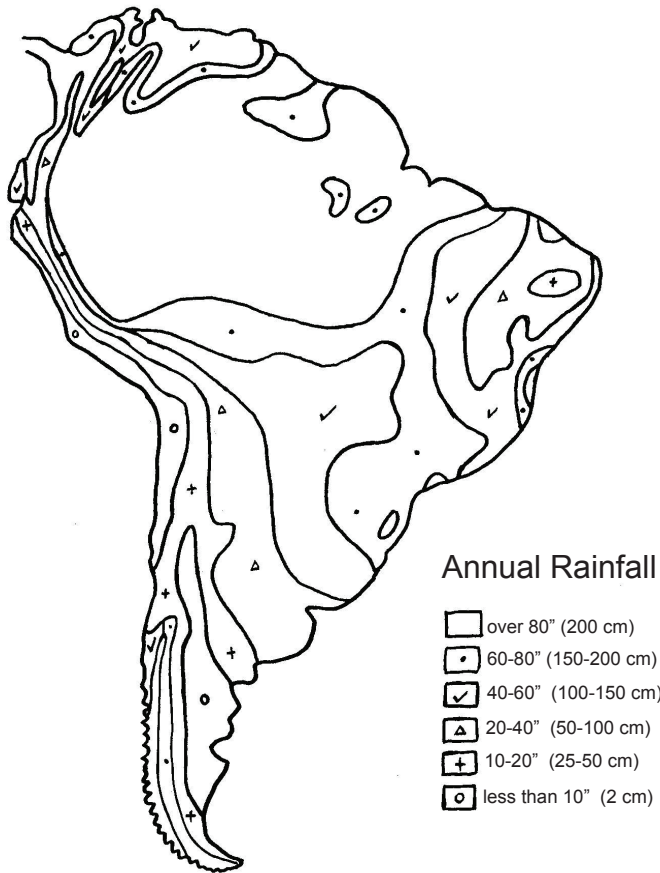 Annual Rainfall
over 80” (200 cm)
60-80” (150-200 cm)
40-60” (100-150 cm)
20-40” (50-100 cm)
10-20” (25-50 cm)
less than 10” (2 cm)